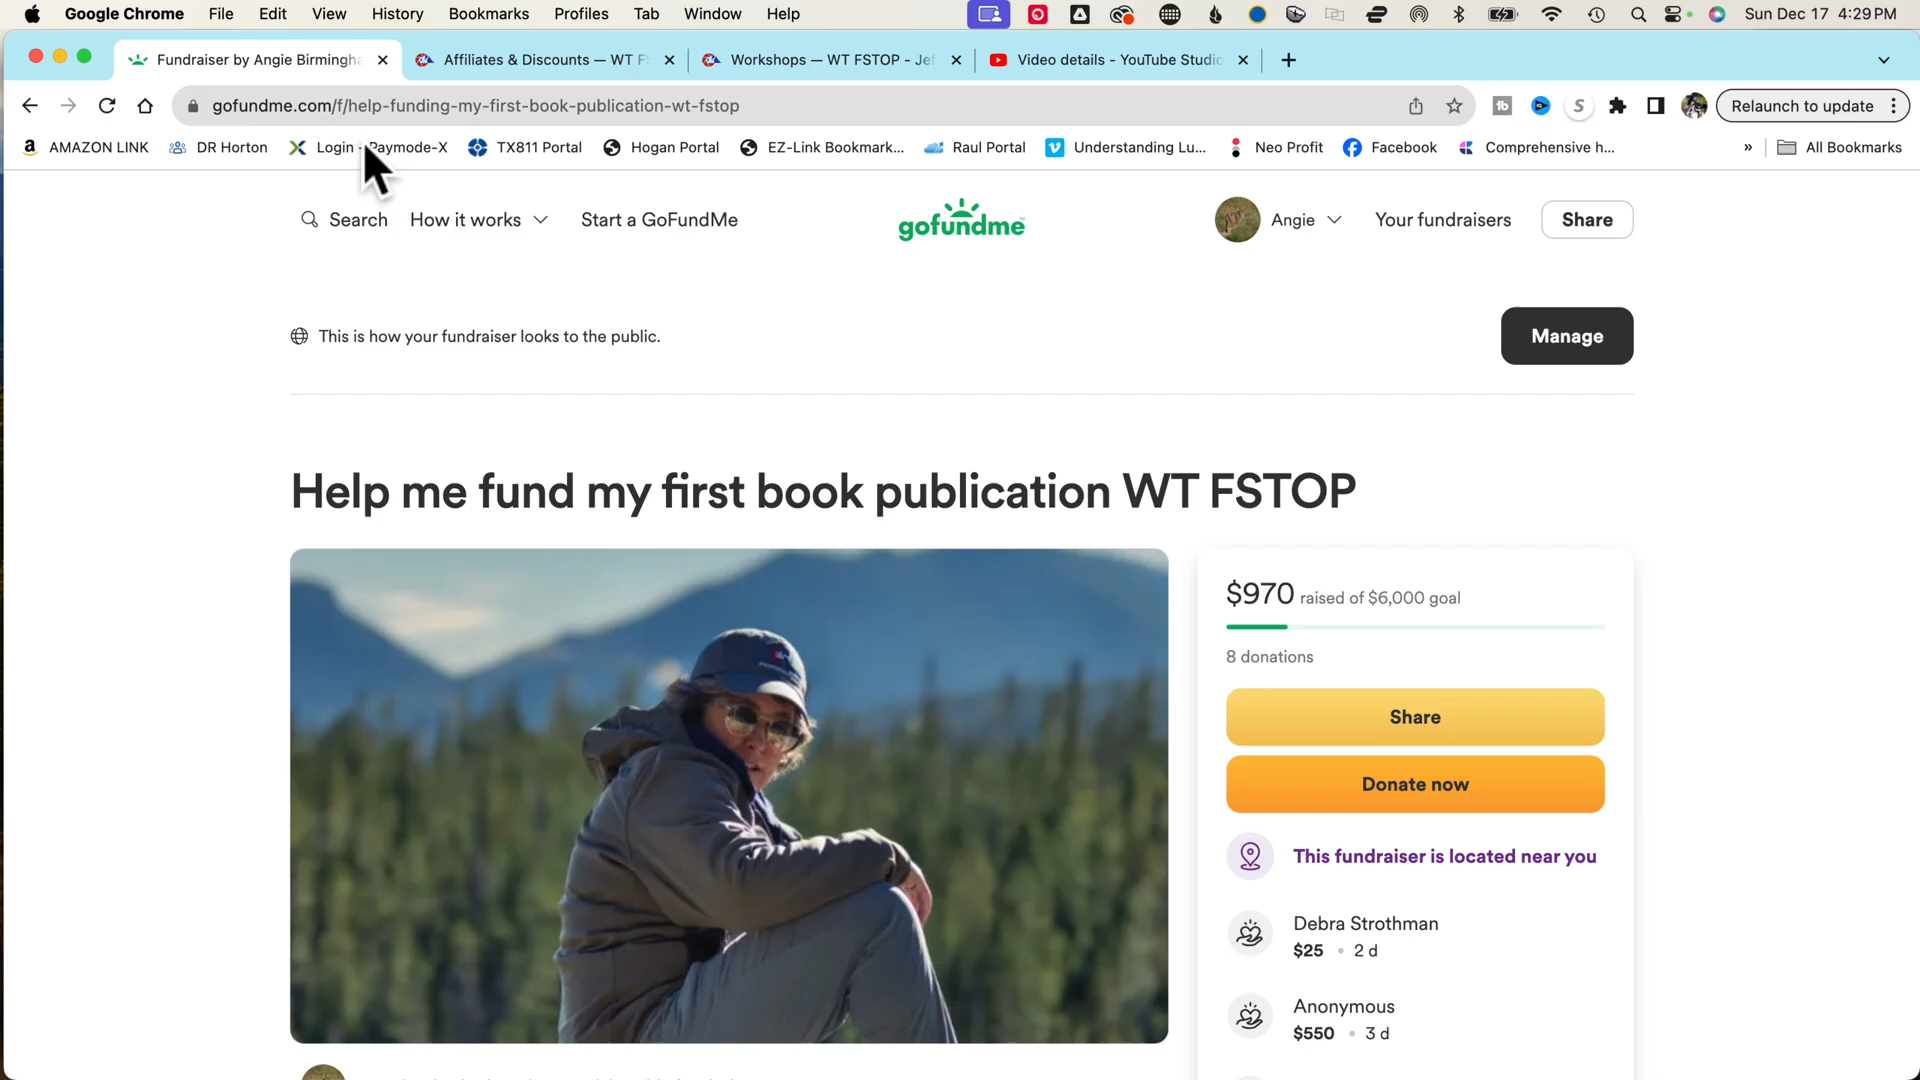 Google Chrome File Edit View History Bookmarks Profiles Tab Window Help Sun Dec 17 4:29 PM
Fundraiser by Angie Birmingha Affiliates & Discounts — WT FS Workshops — WT FSTOP - Jef Video details - YouTube Studio
gofundme.com/f/help-funding-my-first-book-publication-wt-fstop Relaunch to update
AMAZON LINK DR Horton Login - Paymode-X TX811 Portal Hogan Portal EZ-Link Bookmark... Raul Portal Understanding Lu... Neo Profit Facebook Comprehensive h... » All Bookmarks
Search How it works Start a GoFundMe gofundme Angie Your fundraisers Share
This is how your fundraiser looks to the public. Manage
Help me fund my first book publication WT FSTOP
$970 raised of $6,000 goal
8 donations
Share
Donate now
This fundraiser is located near you
Debra Strothman
$25 • 2 d
Anonymous
$550 • 3 d